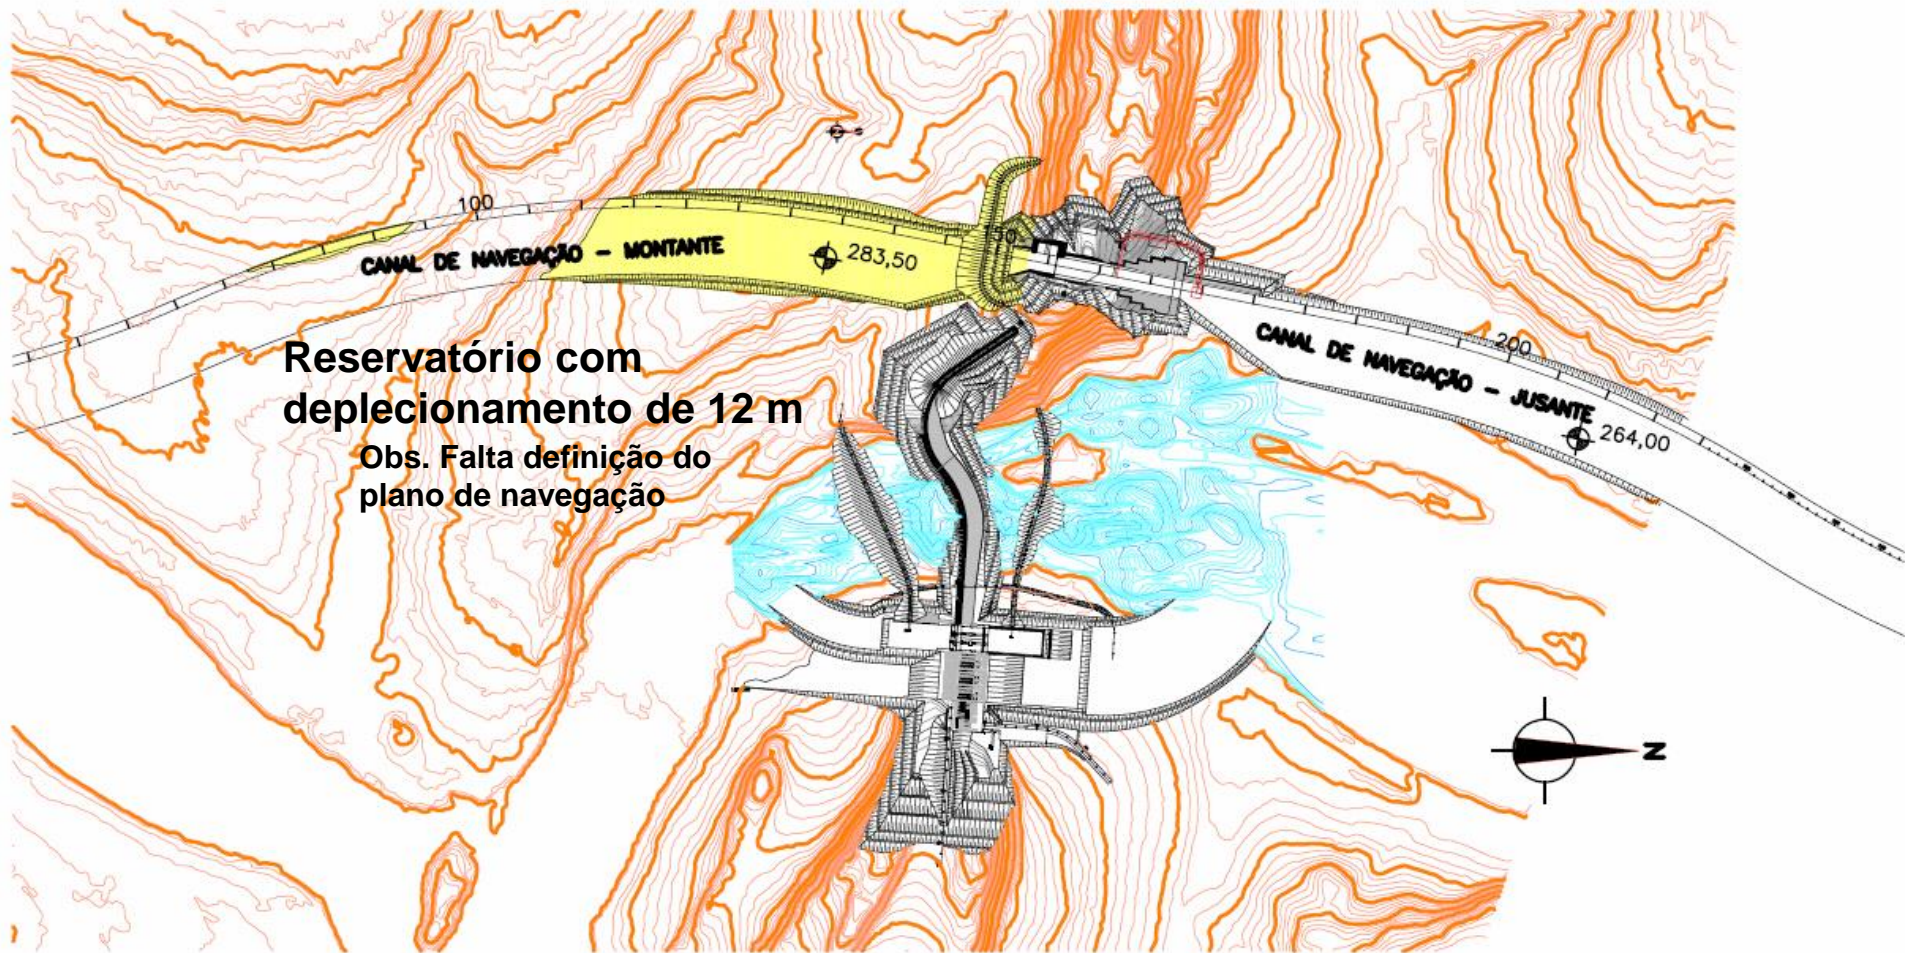 100
CANAL DE NAVEGAÇÃO - MONTANTE
283,50
50
Reservatório com
deplecionamento de 12 m
Obs. Falta definição do
plano de navegação
CANAL DE NAVEGAÇÃO - JUSANTE
200
264,00
N